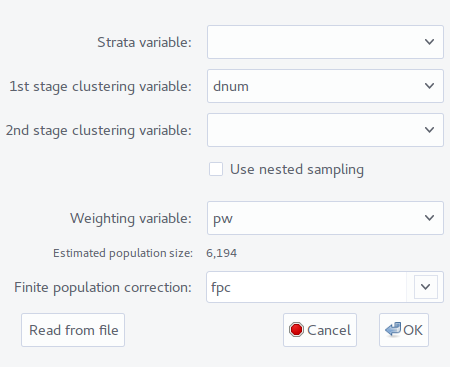 Strata variable:
1st stage clustering variable: dnum
2nd stage clustering variable:
Use nested sampling
Weighting variable: pw
Estimated population size: 6,194
Finite population correction: fpc
Read from file Cancel OK